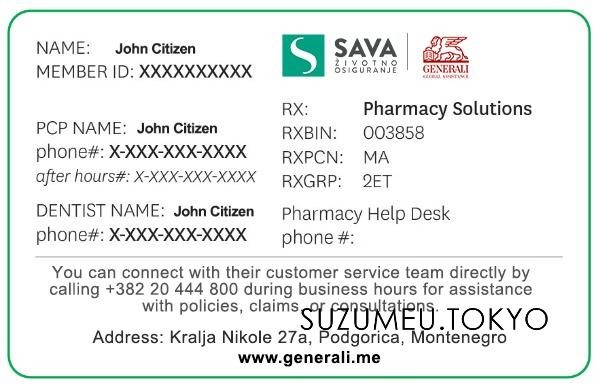 NAME: John Citizen
MEMBER ID: XXXXXXXXXX
SAVA
ŽIVOTNO
OSIGURANJE
GENERALI
GLOBAL ASSISTANCE
PCP NAME: John Citizen
phone#: X-XXX-XXX-XXXX
after hours#: X-XXX-XXX-XXXX
DENTIST NAME: John Citizen
phone#: X-XXX-XXX-XXXX
RX: Pharmacy Solutions
RXBIN: 003858
RXPCN: MA
RXGRP: 2ET
Pharmacy Help Desk
phone #:
You can connect with their customer service team directly by
calling +382 20 444 800 during business hours for assistance
with policies, claims, or consultations.
SUZUMEU.TOKYO
Address: Kralja Nikole 27a, Podgorica, Montenegro
www.generali.me